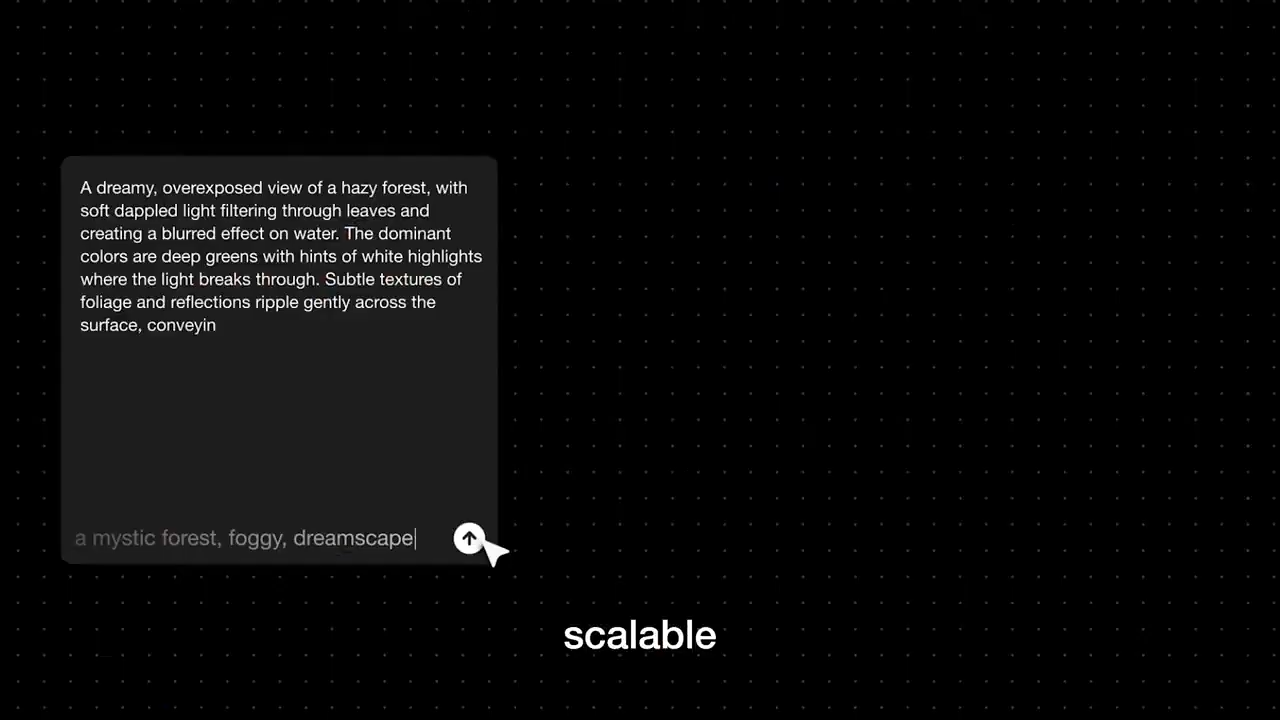 A dreamy, overexposed view of a hazy forest, with
soft dappled light filtering through leaves and
creating a blurred effect on water. The dominant
colors are deep greens with hints of white highlights
where the light breaks through. Subtle textures of
foliage and reflections ripple gently across the
surface, conveyin
a mystic forest, foggy, dreamscape
scalable